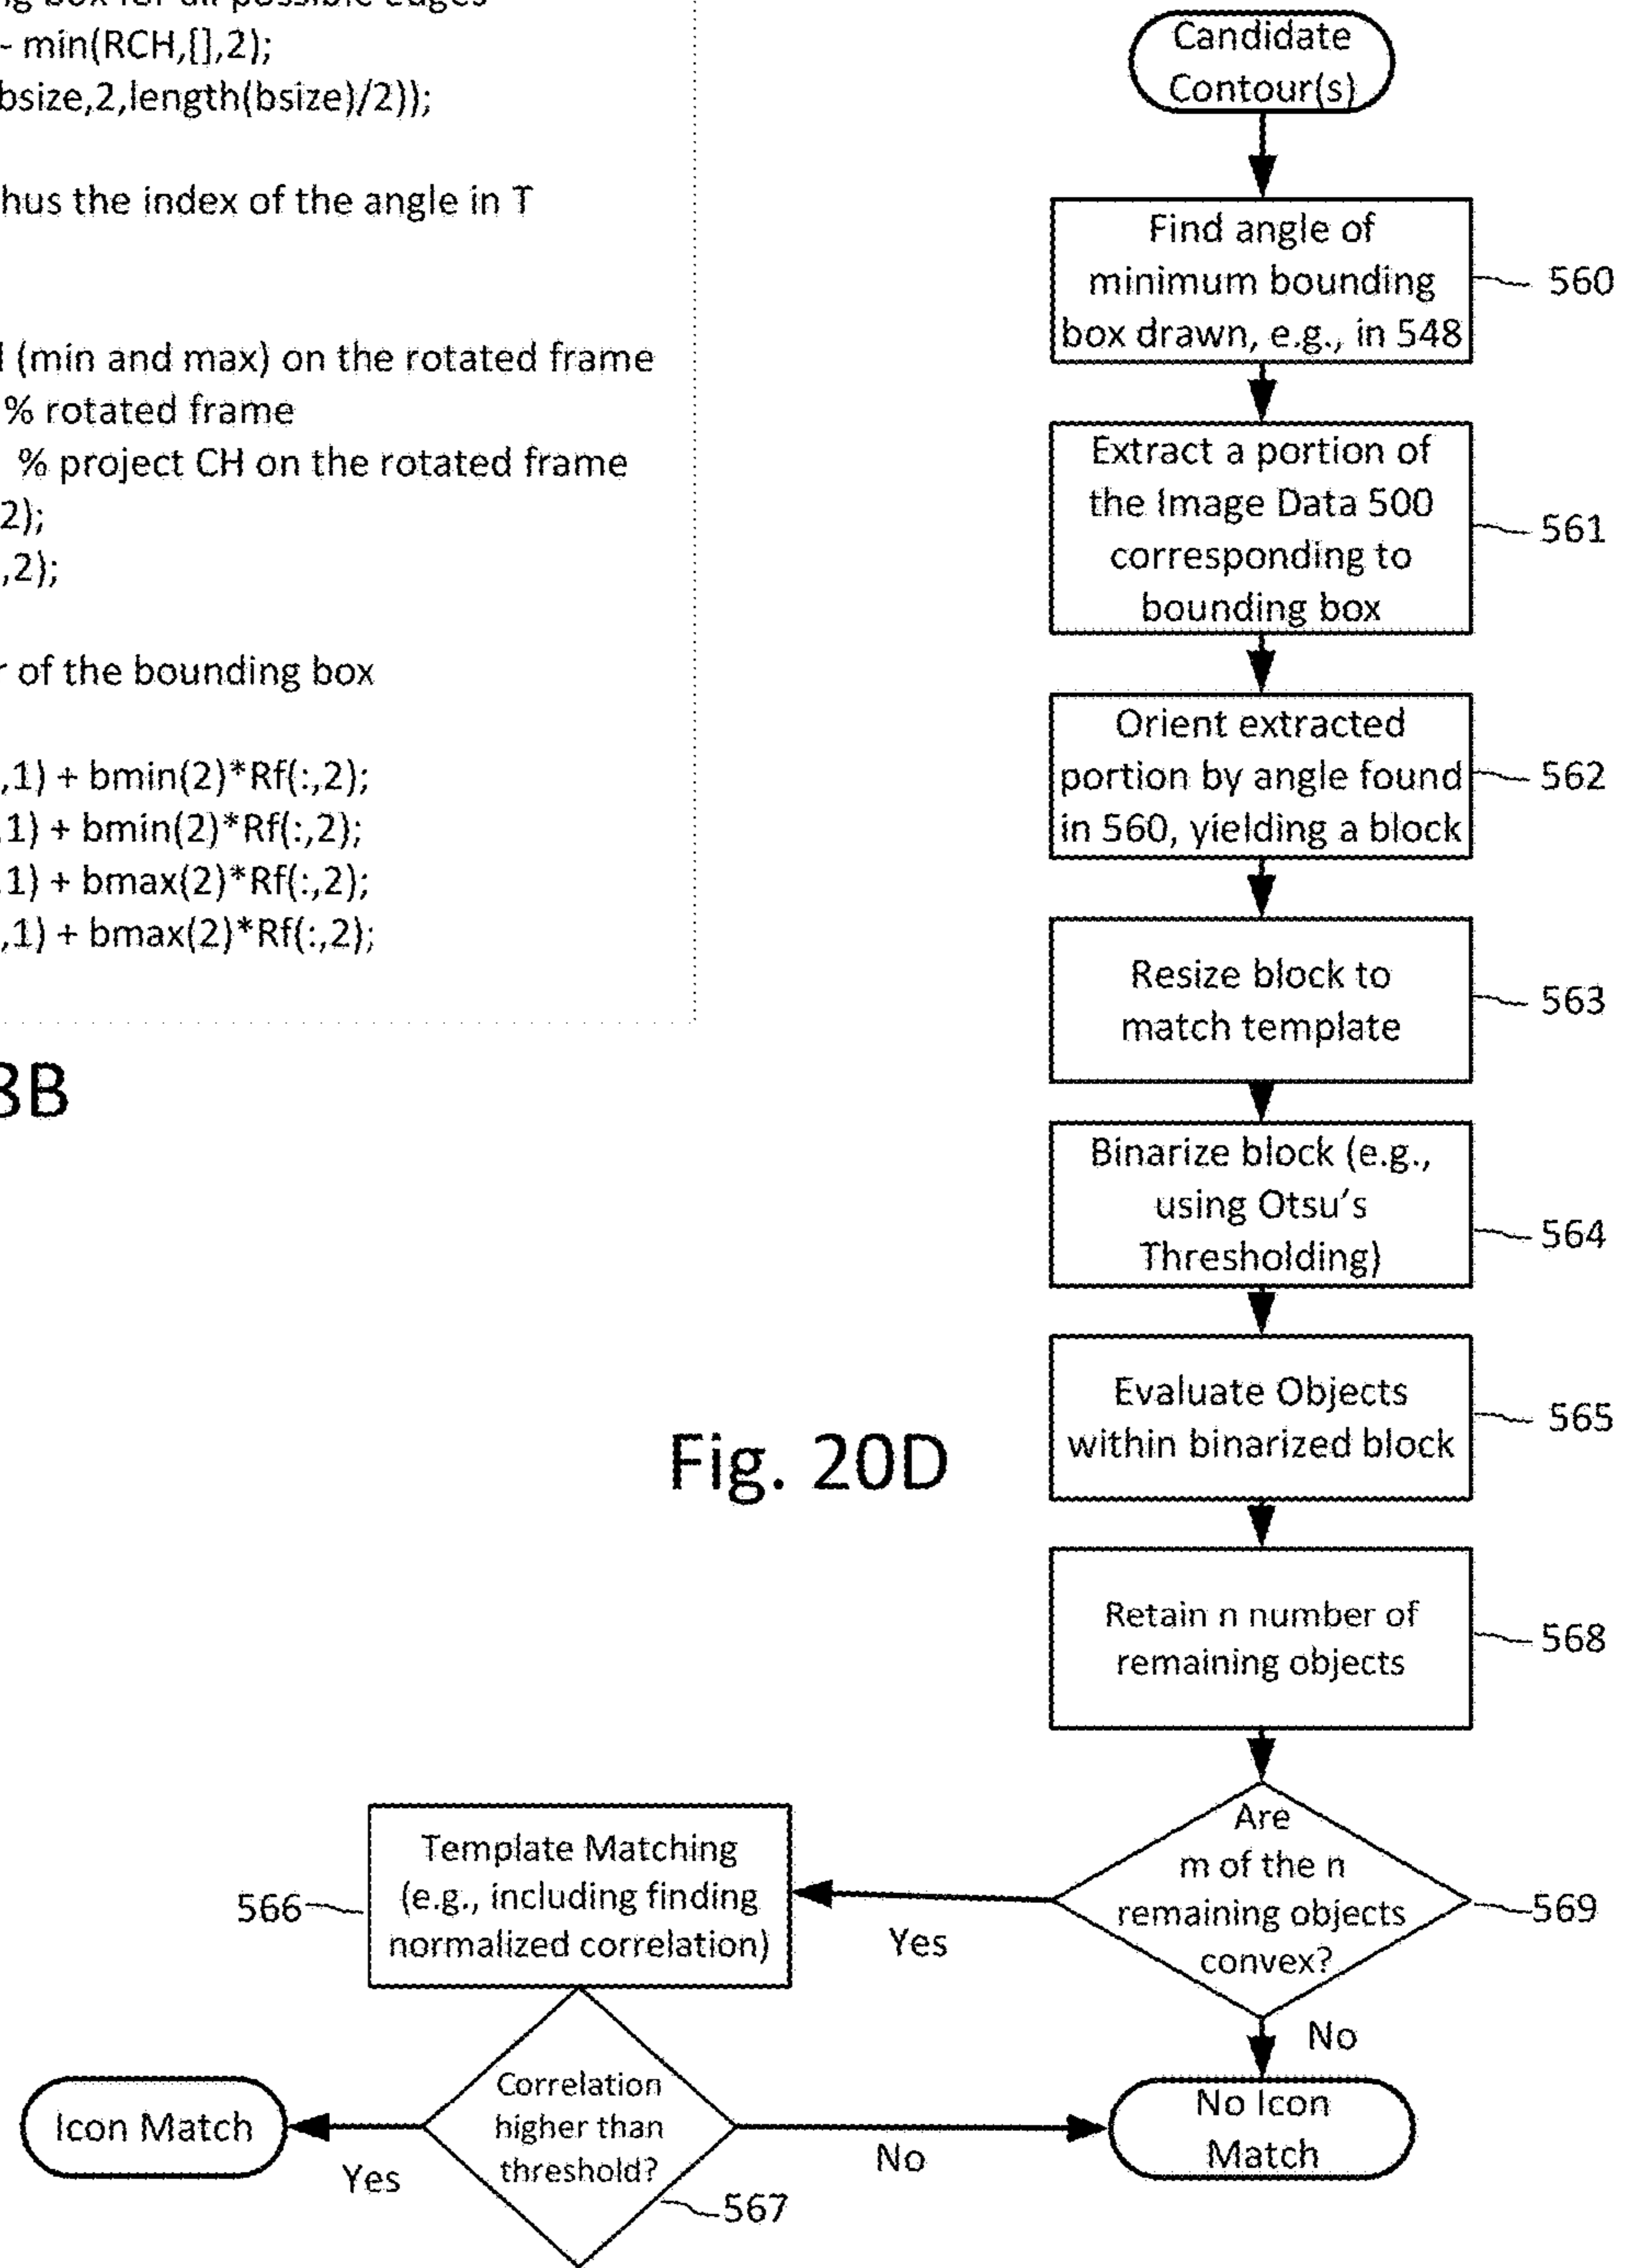 ng box for all possible edges
- min(RCH,[],2);
bsize,2,length(bsize)/2));
hus the index of the angle in T
(min and max) on the rotated frame
% rotated frame
% project CH on the rotated frame
2);
,2);
of the bounding box
,1) + bmin(2)*Rf(:,2);
,1) + bmin(2)*Rf(:,2);
,1) + bmax(2)*Rf(:,2);
,1) + bmax(2)*Rf(:,2);
8B
Candidate
Contour(s)
Find angle of
minimum bounding
box drawn, e.g., in 548
560
Extract a portion of
the Image Data 500
corresponding to
bounding box
561
Orient extracted
portion by angle found
in 560, yielding a block
562
Resize block to
match template
563
Binarize block (e.g.,
using Otsu's
Thresholding)
564
Evaluate Objects
within binarized block
565
Fig. 20D
Retain n number of
remaining objects
568
Are
m of the n
remaining objects
convex?
569
Yes
No
Template Matching
(e.g., including finding
normalized correlation)
566
Correlation
higher than
threshold?
567
Yes
No
Icon Match
No Icon
Match